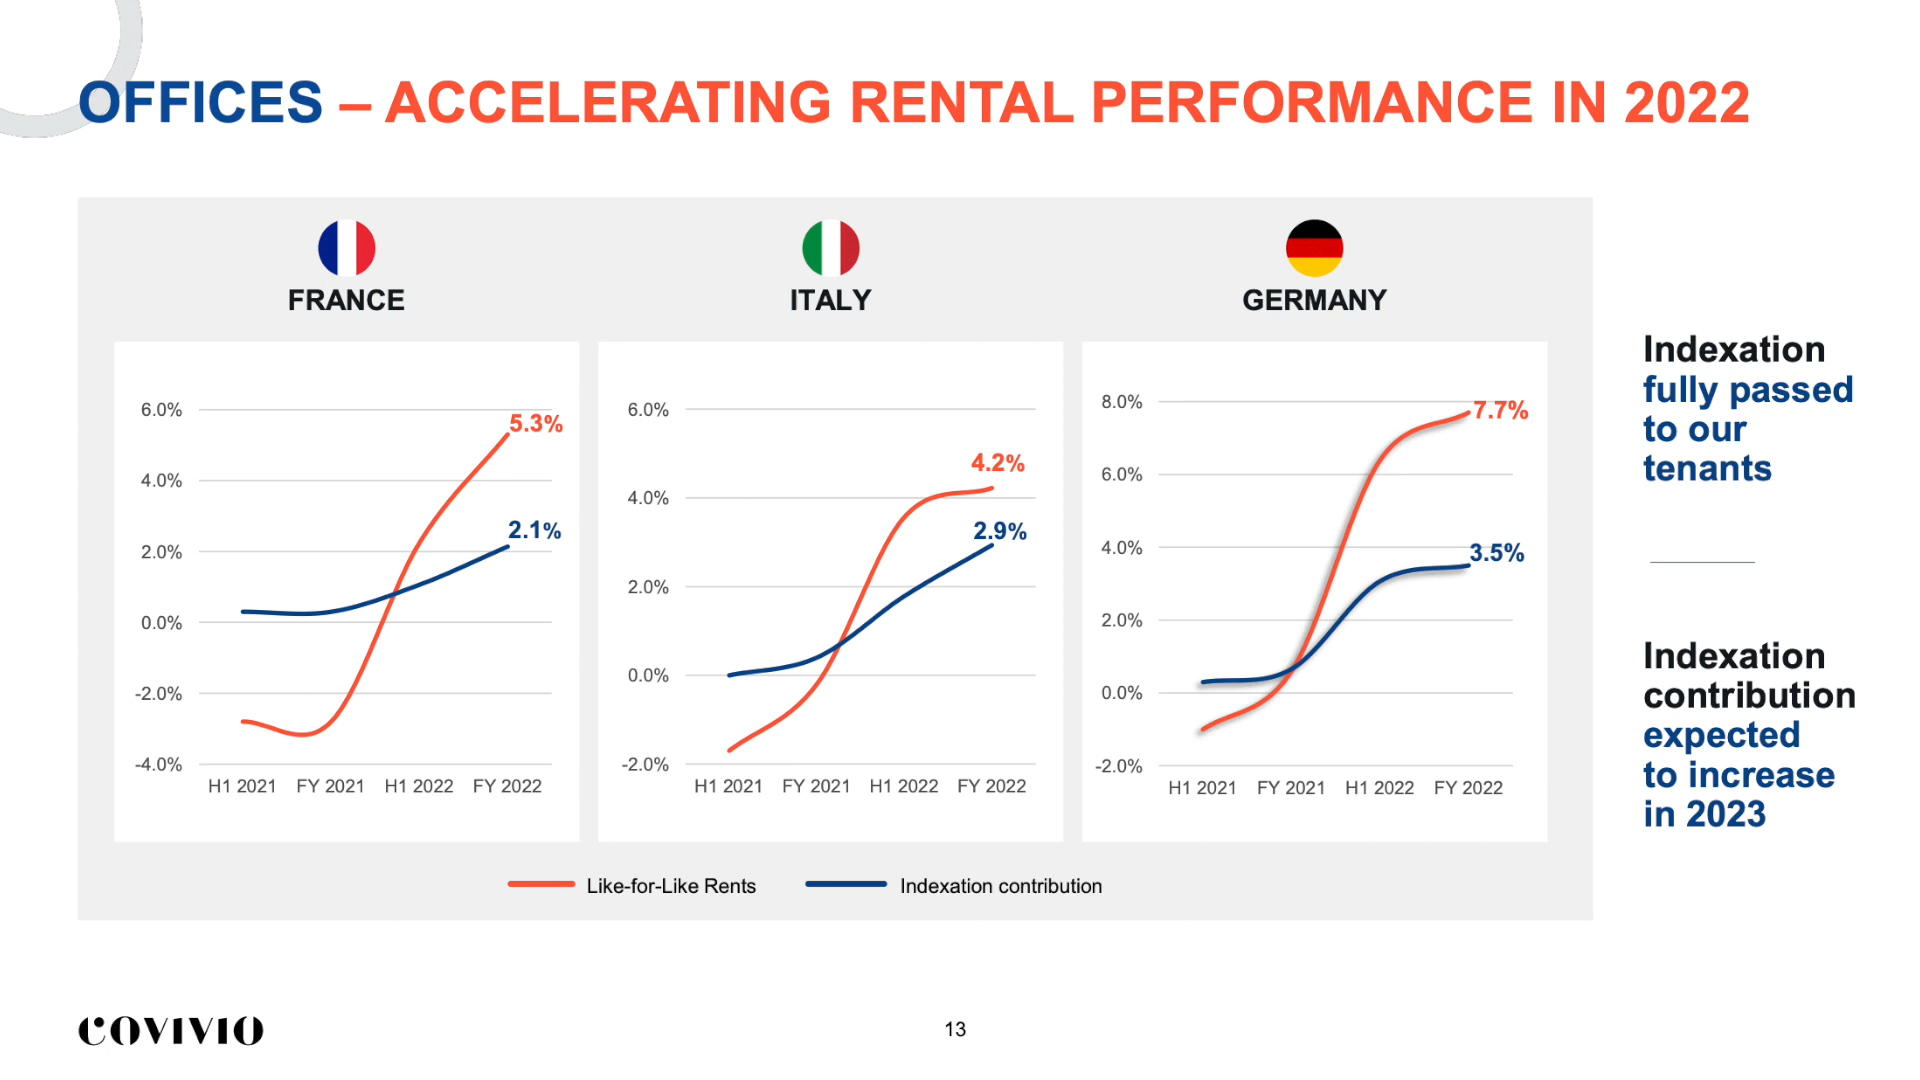 OFFICES – ACCELERATING RENTAL PERFORMANCE IN 2022
FRANCE
6.0%
4.0%
2.0%
0.0%
-2.0%
-4.0%
5.3%
2.1%
H1 2021 FY 2021 H1 2022 FY 2022
ITALY
6.0%
4.0%
2.0%
0.0%
-2.0%
4.2%
2.9%
H1 2021 FY 2021 H1 2022 FY 2022
GERMANY
8.0%
6.0%
4.0%
2.0%
0.0%
-2.0%
7.7%
3.5%
H1 2021 FY 2021 H1 2022 FY 2022
Like-for-Like Rents
Indexation contribution
Indexation
fully passed
to our
tenants
Indexation
contribution
expected
to increase
in 2023
COVIVIO
13